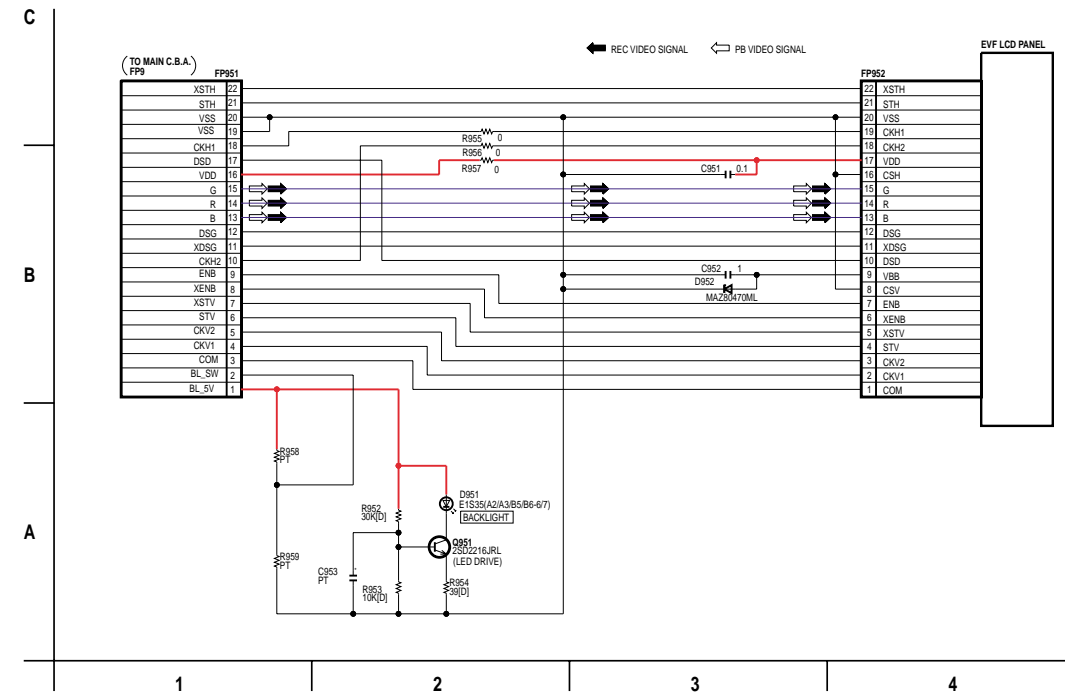 C
REC VIDEO SIGNAL
PB VIDEO SIGNAL
EVF LCD PANEL
(TO MAIN C.B.A.)
FP9
FP951
FP952
XSTH 22
STH 21
VSS 20
VSS 19
CKH1 18
DSD 17
VDD 16
G 15
R 14
B 13
DSG 12
XDSG 11
CKH2 10
ENB 9
XENB 8
XSTV 7
STV 6
CKV2 5
CKV1 4
COM 3
BL_SW 2
BL_5V 1
22 XSTH
21 STH
20 VSS
19 CKH1
18 CKH2
17 VDD
16 CSH
15 G
14 R
13 B
12 DSG
11 XDSG
10 DSD
9 VBB
8 CSV
7 ENB
6 XENB
5 XSTV
4 STV
3 CKV2
2 CKV1
1 COM
R955 0
R956 0
R957 0
C951 0.1
B
C952 1
D952
MAZ80470ML
R958
PT
D951
E1S35(A2/A3/B5/B6-6/7)
BACKLIGHT
R952
30K[D]
A
Q951
2SD2216JRL
(LED DRIVE)
R959
PT
C953
PT
R953
10K[D]
R954
39[D]
1
2
3
4